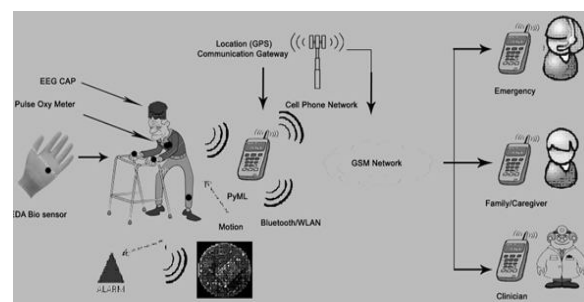 Location (GPS)
Communication Gateway
EEG CAP
Pulse Oxy Meter
Cell Phone Network
Emergency
GSM Network
PyML
EDA Bio sensor
Motion
Bluetooth/WLAN
Family/Caregiver
ALARM
Clinician